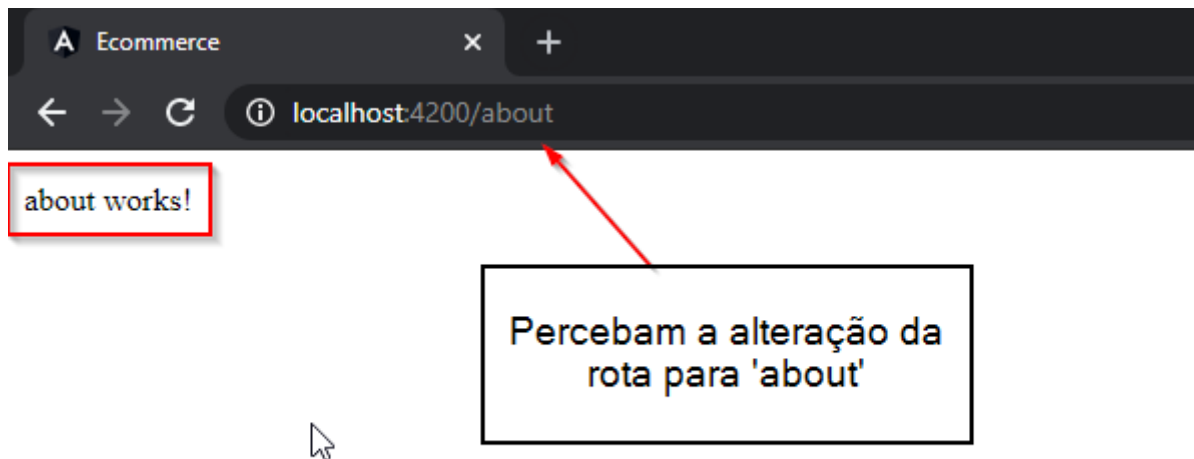 Ecommerce
localhost:4200/about
about works!
Percebam a alteração da
rota para 'about'